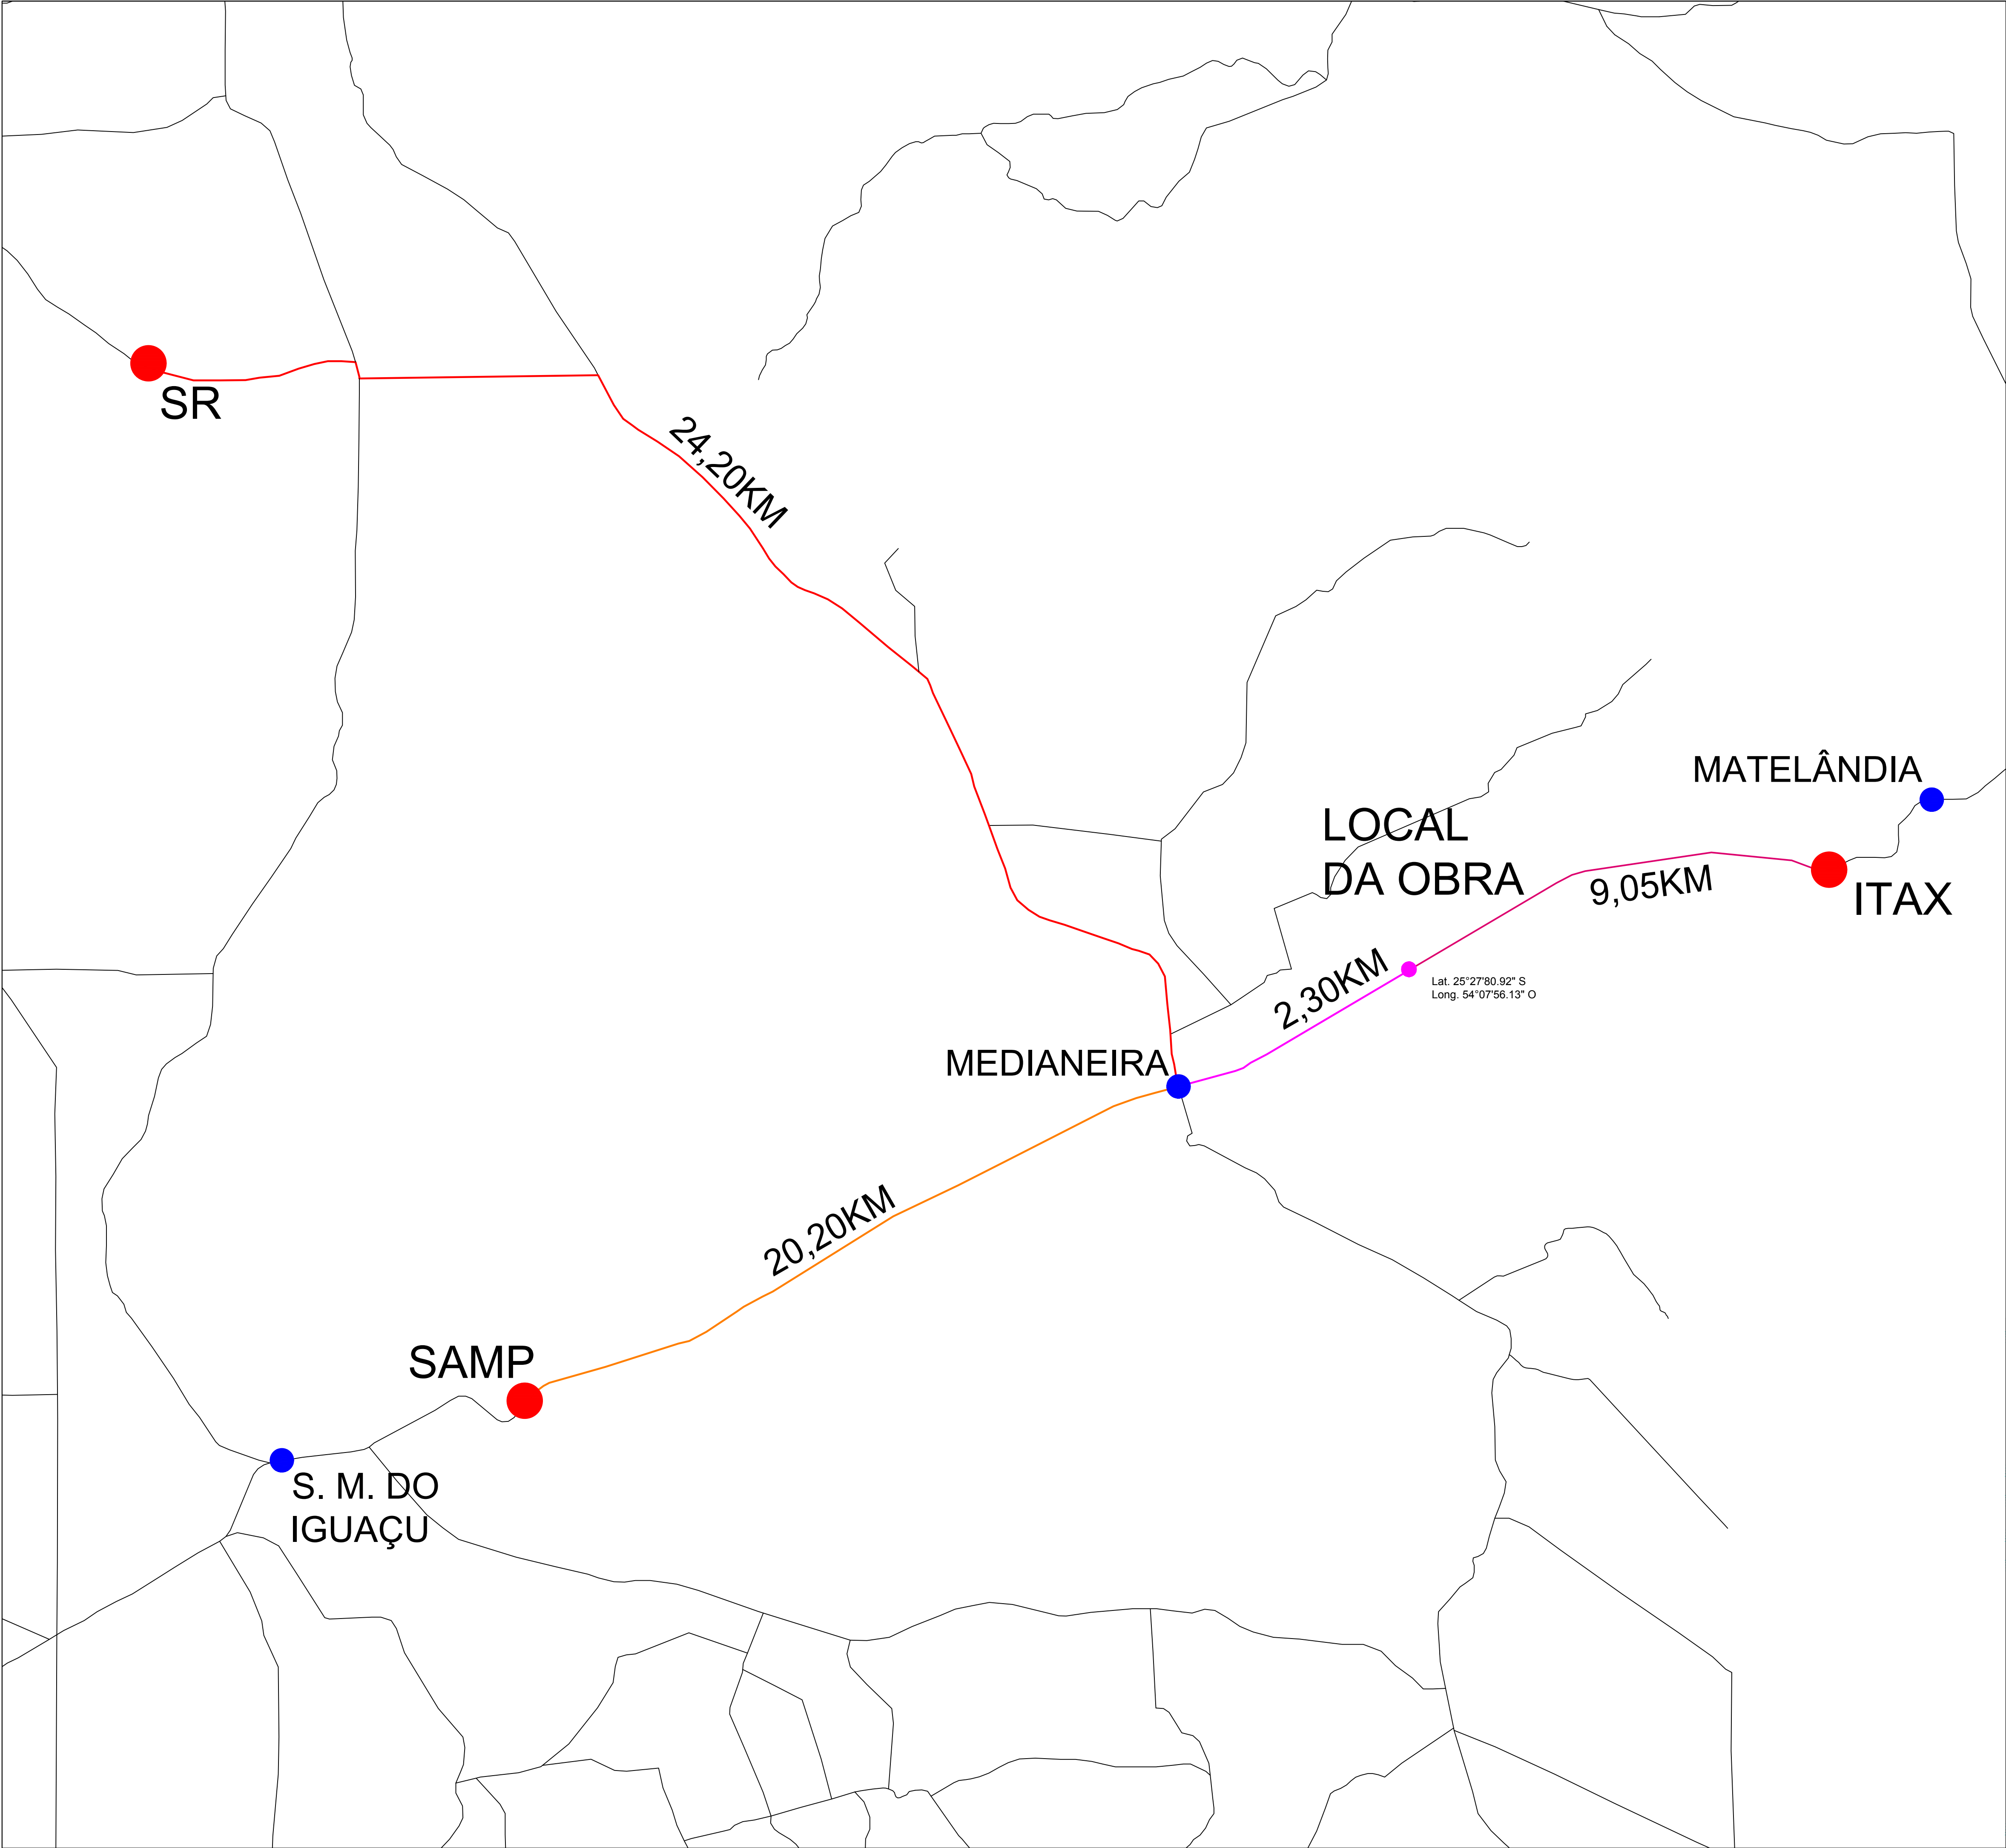 SR
24,20KM
MATELÂNDIA
LOCAL
DA OBRA
9,05KM
ITAX
2,30KM
Lat. 25°27'80.92" S
Long. 54°07'56.13" O
MEDIANEIRA
20,20KM
SAMP
S. M. DO
IGUAÇU